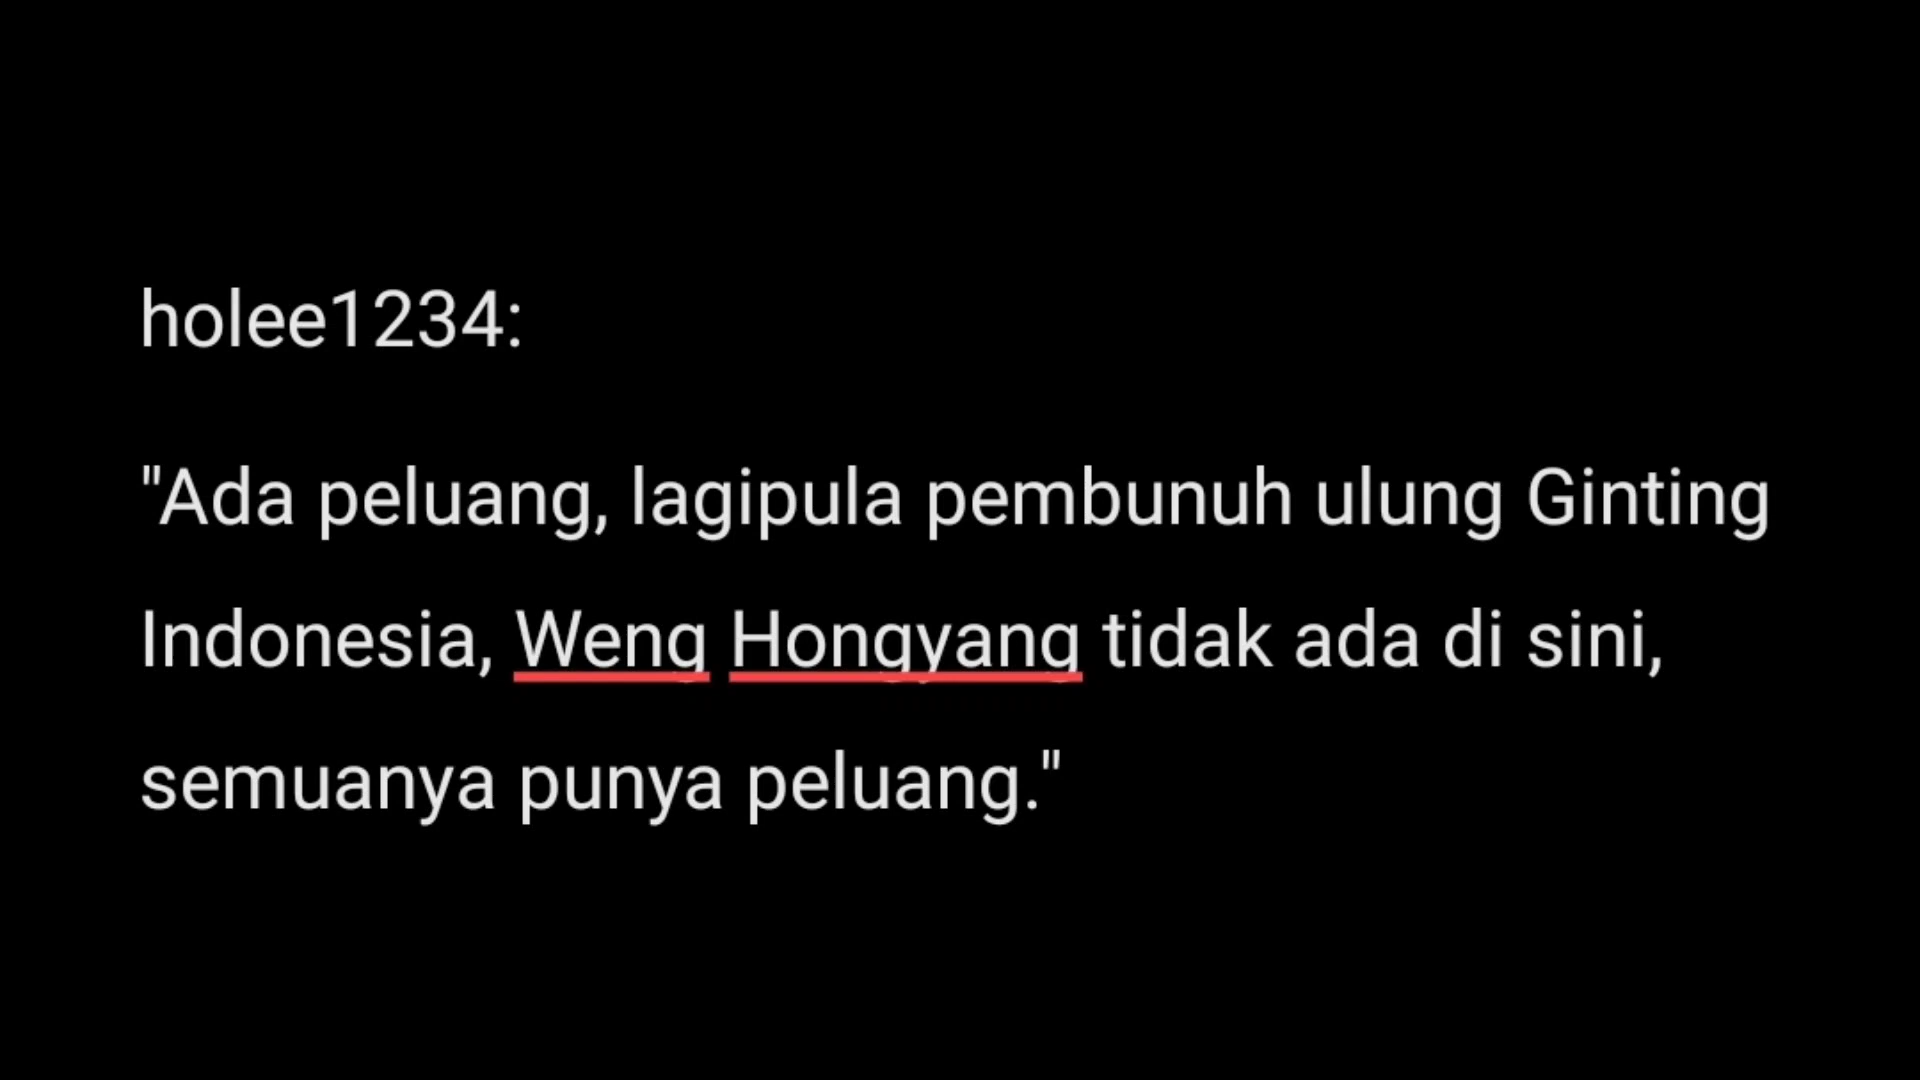 holee1234:
"Ada peluang, lagipula pembunuh ulung Ginting
Indonesia, Weng Hongyang tidak ada di sini,
semuanya punya peluang."